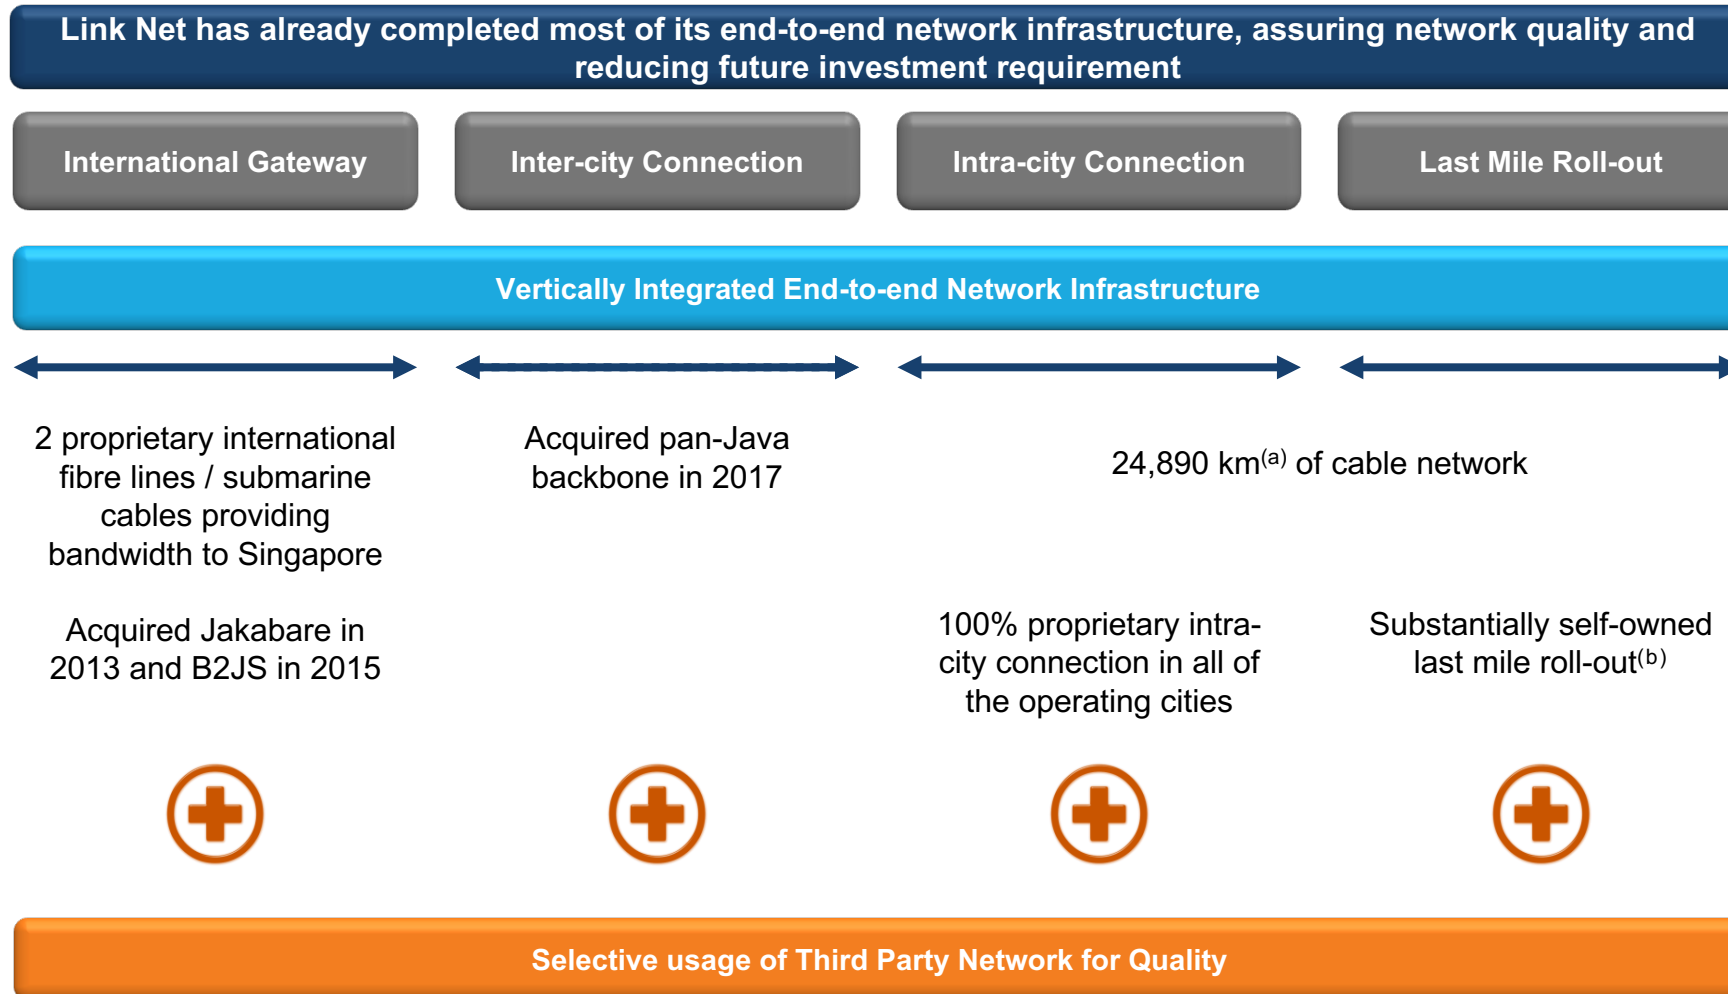 Link Net has already completed most of its end-to-end network infrastructure, assuring network quality and
reducing future investment requirement
International Gateway
Inter-city Connection
Intra-city Connection
Last Mile Roll-out
Vertically Integrated End-to-end Network Infrastructure
2 proprietary international
fibre lines / submarine
cables providing
bandwidth to Singapore
Acquired Jakabare in
2013 and B2JS in 2015
Acquired pan-Java
backbone in 2017
24,890 km(a) of cable network
100% proprietary intra-
city connection in all of
the operating cities
Substantially self-owned
last mile roll-out(b)
Selective usage of Third Party Network for Quality